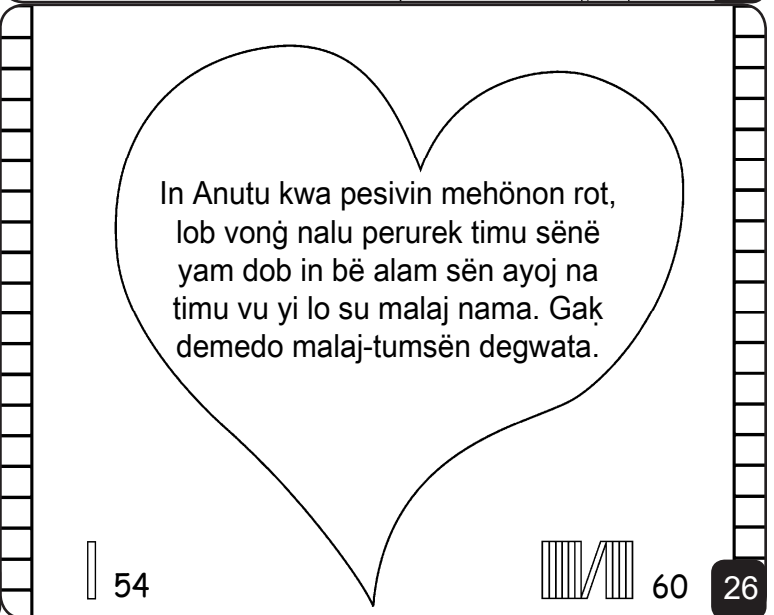 In Anutu kwa pesivin mehönon rot,
lob vonġ nalu perurek timu sënë
yam dob in bë alam sën ayoj na
timu vu yi lo su malaj nama. Gaḳ
demedo malaj-tumsën degwata.
54
60
26